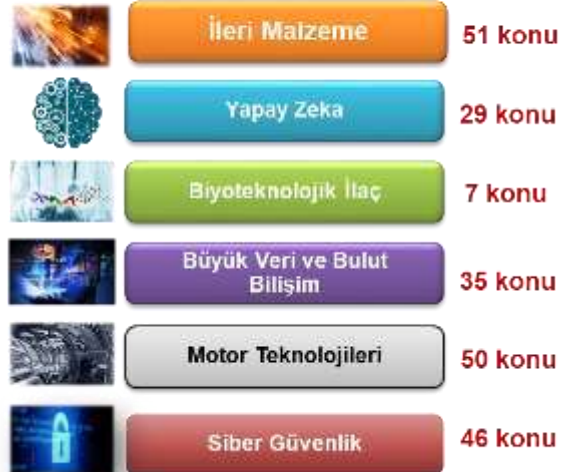 İleri Malzeme 51 konu
Yapay Zeka 29 konu
Biyoteknolojik İlaç 7 konu
Büyük Veri ve Bulut
Bilişim 35 konu
Motor Teknolojileri 50 konu
Siber Güvenlik 46 konu